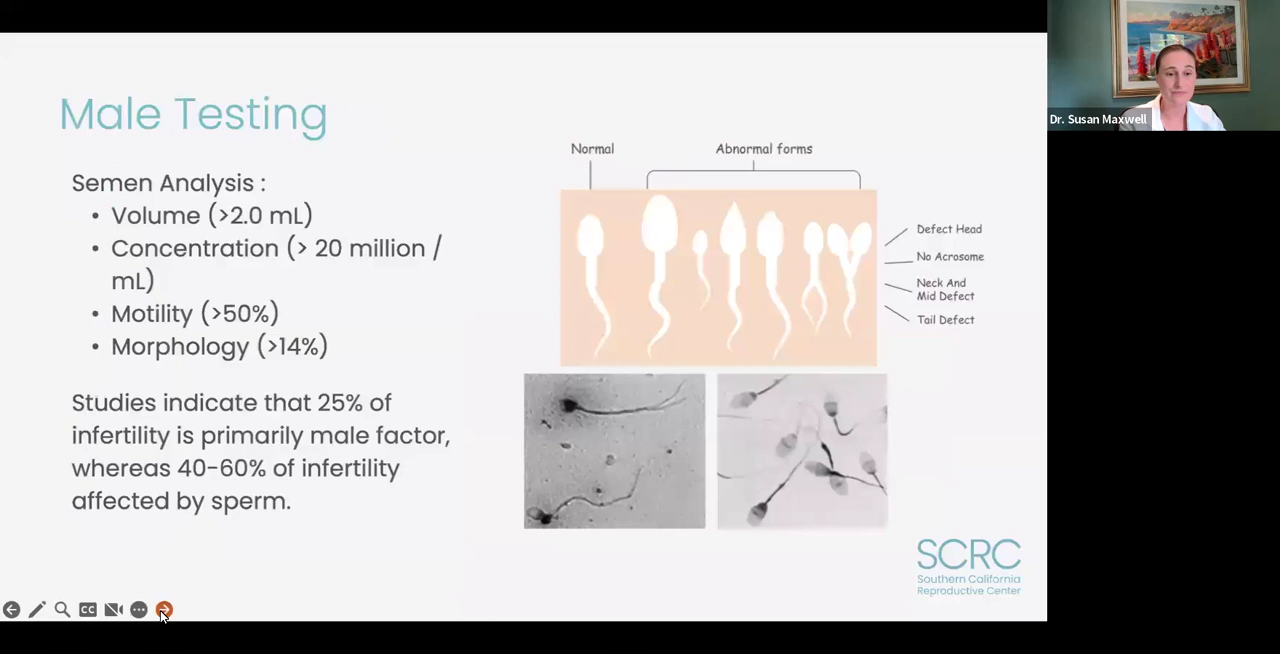 Male Testing
Semen Analysis :
• Volume (>2.0 mL)
• Concentration (> 20 million /
mL)
• Motility (>50%)
• Morphology (>14%)
Studies indicate that 25% of
infertility is primarily male factor,
whereas 40-60% of infertility
affected by sperm.
Normal
Abnormal forms
Defect Head
No Acrosome
Neck And
Mid Defect
Tail Defect
SCRC
Southern California
Reproductive Center
CC
Dr. Susan Maxwell